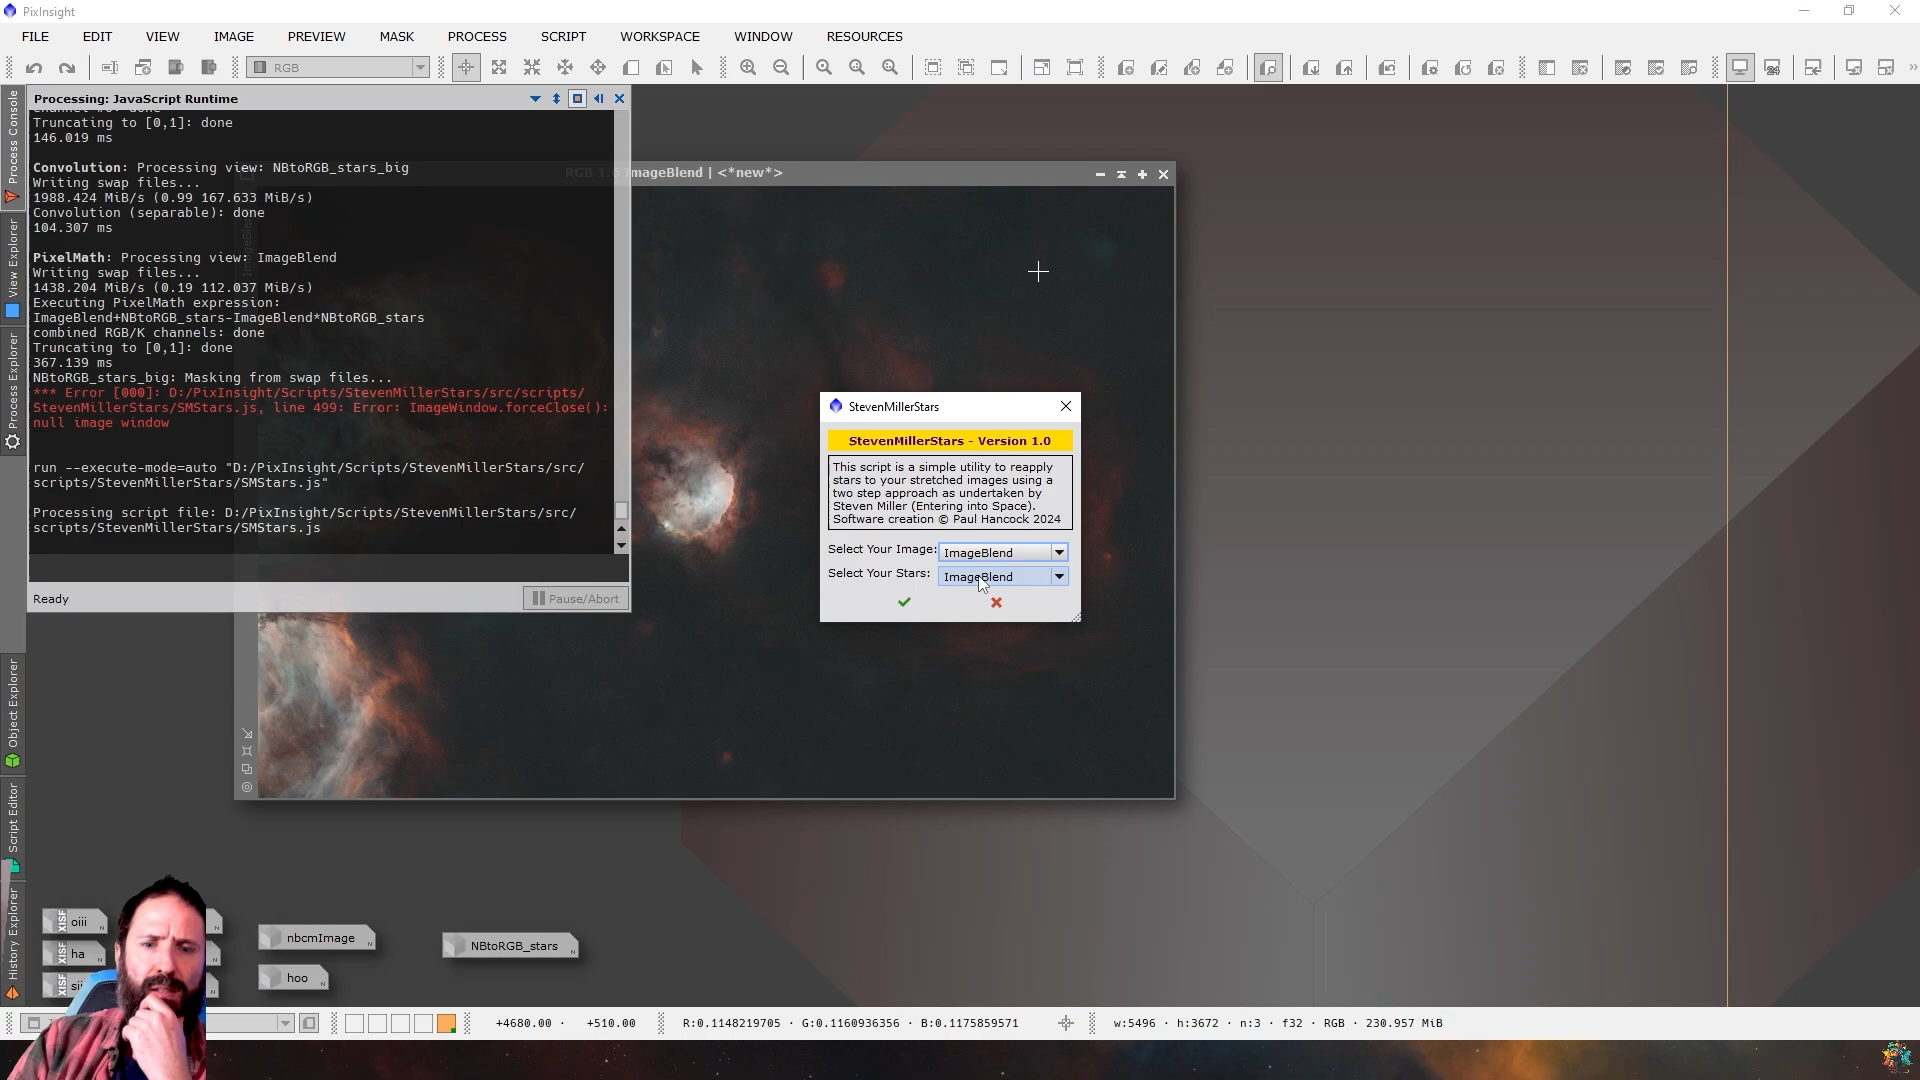 PixInsight
FILE EDIT VIEW IMAGE PREVIEW MASK PROCESS SCRIPT WORKSPACE WINDOW RESOURCES
RGB
Processing: JavaScript Runtime
Truncating to [0,1]: done
146.019 ms
Convolution: Processing view: NBtoRGB_stars_big
Writing swap files...
1988.424 MiB/s (0.99 167.633 MiB/s)
Convolution (separable): done
104.307 ms
PixelMath: Processing view: ImageBlend
Writing swap files...
1438.204 MiB/s (0.19 112.037 MiB/s)
Executing PixelMath expression:
ImageBlend+NBtoRGB_stars-ImageBlend*NBtoRGB_stars
combined RGB/K channels: done
Truncating to [0,1]: done
367.139 ms
NBtoRGB_stars_big: Masking from swap files...
*** Error [000]: D:/PixInsight/Scripts/StevenMillerStars/src/scripts/
StevenMillerStars/SMStars.js, line 499: Error: ImageWindow.forceClose():
null image window
run --execute-mode=auto "D:/PixInsight/Scripts/StevenMillerStars/src/
scripts/StevenMillerStars/SMStars.js"
Processing script file: D:/PixInsight/Scripts/StevenMillerStars/src/
scripts/StevenMillerStars/SMStars.js
Ready
Pause/Abort
Process Console
View Explorer
Process Explorer
Object Explorer
Script Editor
History Explorer
RGB 1:6 ImageBlend | <*new*>
StevenMillerStars
StevenMillerStars - Version 1.0
This script is a simple utility to reapply
stars to your stretched images using a
two step approach as undertaken by
Steven Miller (Entering into Space).
Software creation © Paul Hancock 2024
Select Your Image: ImageBlend
Select Your Stars: ImageBlend
XISF oiii
XISF ha
XISF
nbcmImage
hoo
NBtoRGB_stars
+4680.00 · +510.00
R:0.1148219705 · G:0.1160936356 · B:0.1175859571
w:5496 · h:3672 · n:3 · f32 · RGB · 230.957 MiB